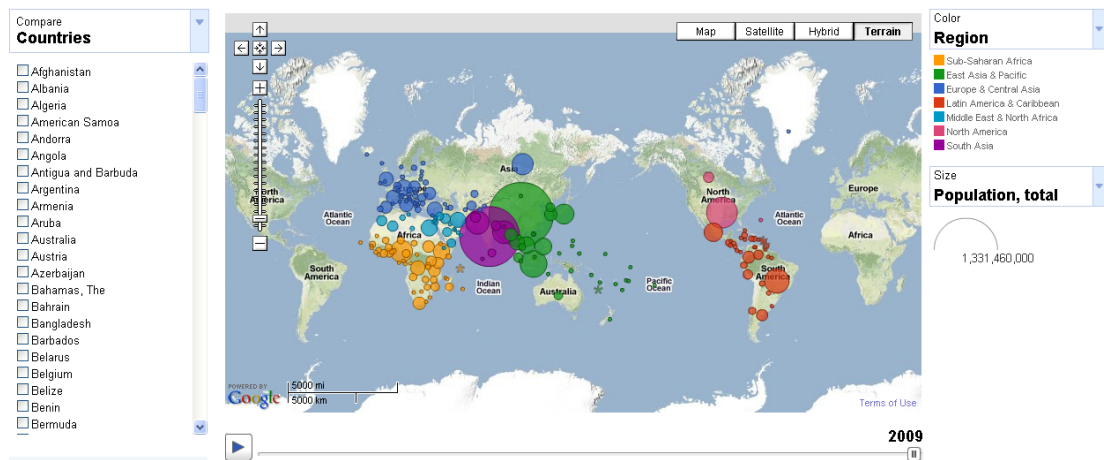 Compare
Countries
Afghanistan
Albania
Algeria
American Samoa
Andorra
Angola
Antigua and Barbuda
Argentina
Armenia
Aruba
Australia
Austria
Azerbaijan
Bahamas, The
Bahrain
Bangladesh
Barbados
Belarus
Belgium
Belize
Benin
Bermuda
Map
Satellite
Hybrid
Terrain
Asia
North America
Atlantic Ocean
Africa
South America
Indian Ocean
Australia
Pacific Ocean
North America
Atlantic Ocean
South America
Europe
Africa
POWERED BY
Google
5000 mi
5000 km
Terms of Use
2009
Color
Region
Sub-Saharan Africa
East Asia & Pacific
Europe & Central Asia
Latin America & Caribbean
Middle East & North Africa
North America
South Asia
Size
Population, total
1,331,460,000